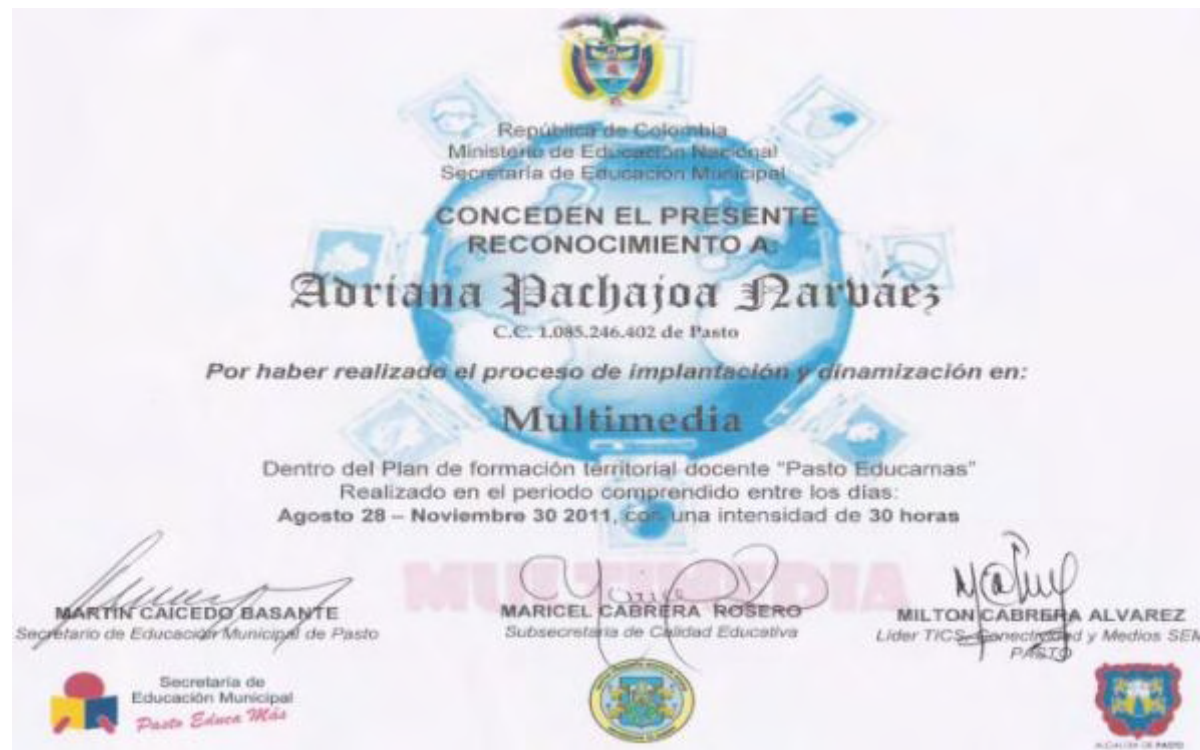 República de Colombia
Ministerio de Educación Nacional
Secretaría de Educación Municipal
CONCEDEN EL PRESENTE
RECONOCIMIENTO A:
Adriana Pachajoa Narváez
C.C. 1.085.246.402 de Pasto
Por haber realizado el proceso de implantación y dinamización en:
Multimedia
Dentro del Plan de formación territorial docente "Pasto Educamas"
Realizado en el periodo comprendido entre los días:
Agosto 28 – Noviembre 30 2011, con una intensidad de 30 horas
MULTIMEDIA
MARTIN CAICEDO BASANTE
Secretario de Educación Municipal de Pasto
MARICEL CABRERA ROSERO
Subsecretaria de Calidad Educativa
MILTON CABRERA ALVAREZ
Líder TICS, Conectividad y Medios SEM
PASTO
Secretaría de
Educación Municipal
Pasto Educa Más
ALCALDIA DE PASTO